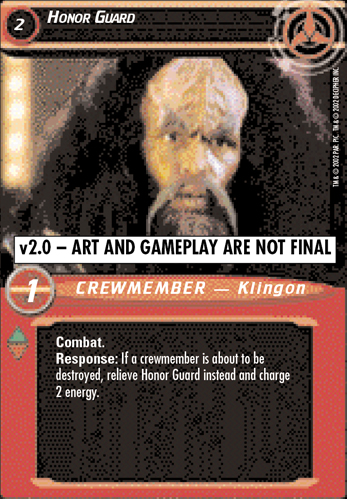 2
HONOR GUARD
TM & © 2002 PAR. PIC. TM & © 2002 DECIPHER INC.
v2.0 – ART AND GAMEPLAY ARE NOT FINAL
1
CREWMEMBER — Klingon
Combat.
Response: If a crewmember is about to be
destroyed, relieve Honor Guard instead and charge
2 energy.